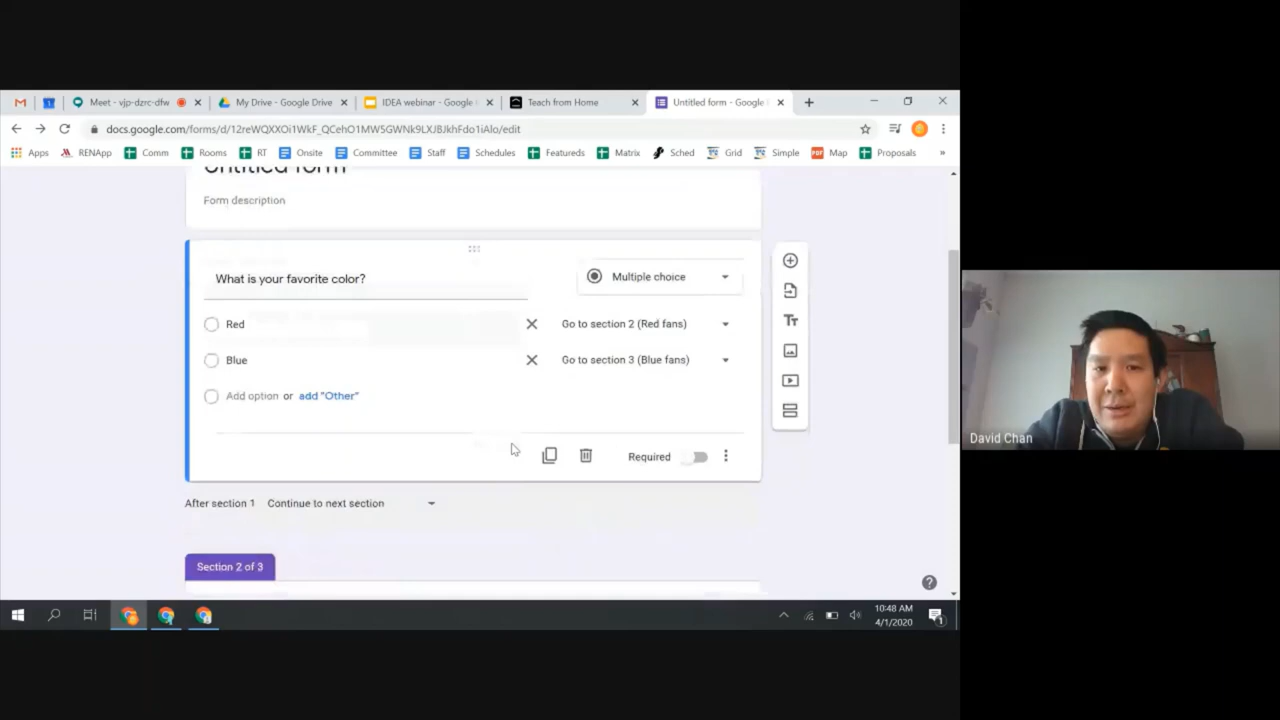 Meet - vjp-dzrc-dfw My Drive - Google Drive IDEA webinar - Google Teach from Home Untitled form - Google
docs.google.com/forms/d/12reWQXXOi1WkF_QCehO1MW5GWNk9LXJBJkhFdo1iAlo/edit
Apps RENApp Comm Rooms RT Onsite Committee Staff Schedules Featureds Matrix Sched Grid Simple Map Proposals »
Untitled form
Form description
What is your favorite color? Multiple choice
Red Go to section 2 (Red fans)
Blue Go to section 3 (Blue fans)
Add option or add "Other"
Required
After section 1 Continue to next section
Section 2 of 3
David Chan
10:48 AM
4/1/2020